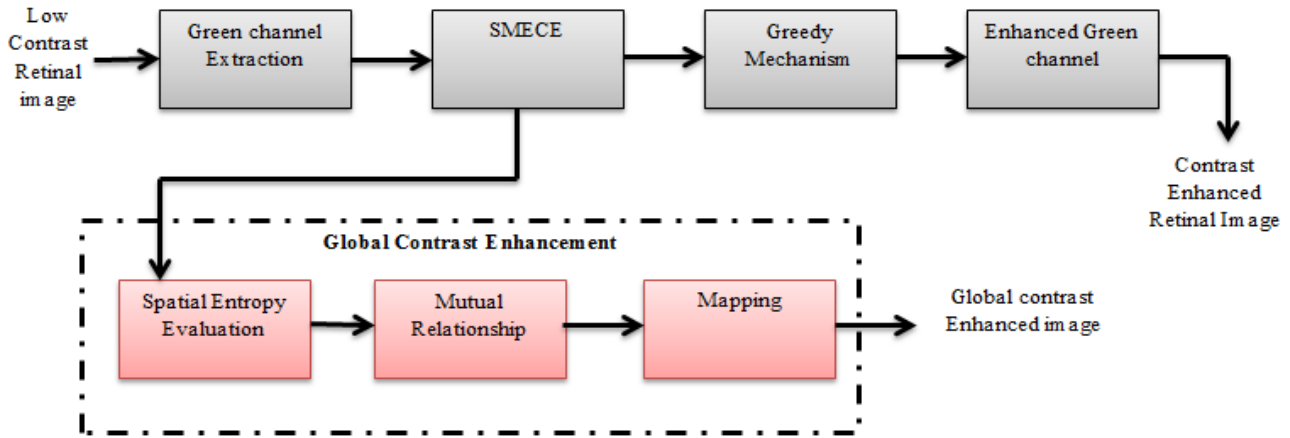 Low
Contrast
Retinal
image
Green channel
Extraction
SMECE
Greedy
Mechanism
Enhanced Green
channel
Contrast
Enhanced
Retinal Image
Global Contrast Enhancement
Spatial Entropy
Evaluation
Mutual
Relationship
Mapping
Global contrast
Enhanced image